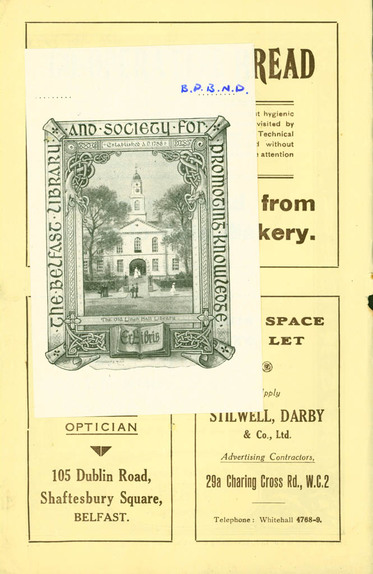 READ
B.P.B.N.D.
THE·BELFAST·LIBRARY
·AND·SOCIETY·FOR·
PROMOTING·KNOWLEDGE·
Established A.D. 1788
The Old Linen Hall Library
Ex Libris
t hygienic
visited by
Technical
d without
attention
from
kery.
SPACE
LET
pply
STILWELL, DARBY
& Co., Ltd.
Advertising Contractors,
29a Charing Cross Rd., W.C.2
Telephone: Whitehall 4768-9.
OPTICIAN
105 Dublin Road,
Shaftesbury Square,
BELFAST.